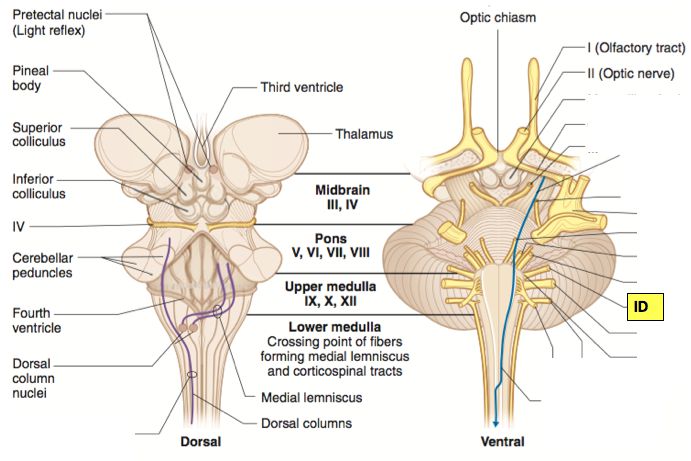 Pretectal nuclei
(Light reflex)
Pineal
body
Superior
colliculus
Inferior
colliculus
IV
Cerebellar
peduncles
Fourth
ventricle
Dorsal
column
nuclei
Third ventricle
Thalamus
Midbrain
III, IV
Pons
V, VI, VII, VIII
Upper medulla
IX, X, XII
Lower medulla
Crossing point of fibers
forming medial lemniscus
and corticospinal tracts
Medial lemniscus
Dorsal columns
Dorsal
Optic chiasm
I (Olfactory tract)
II (Optic nerve)
ID
Ventral